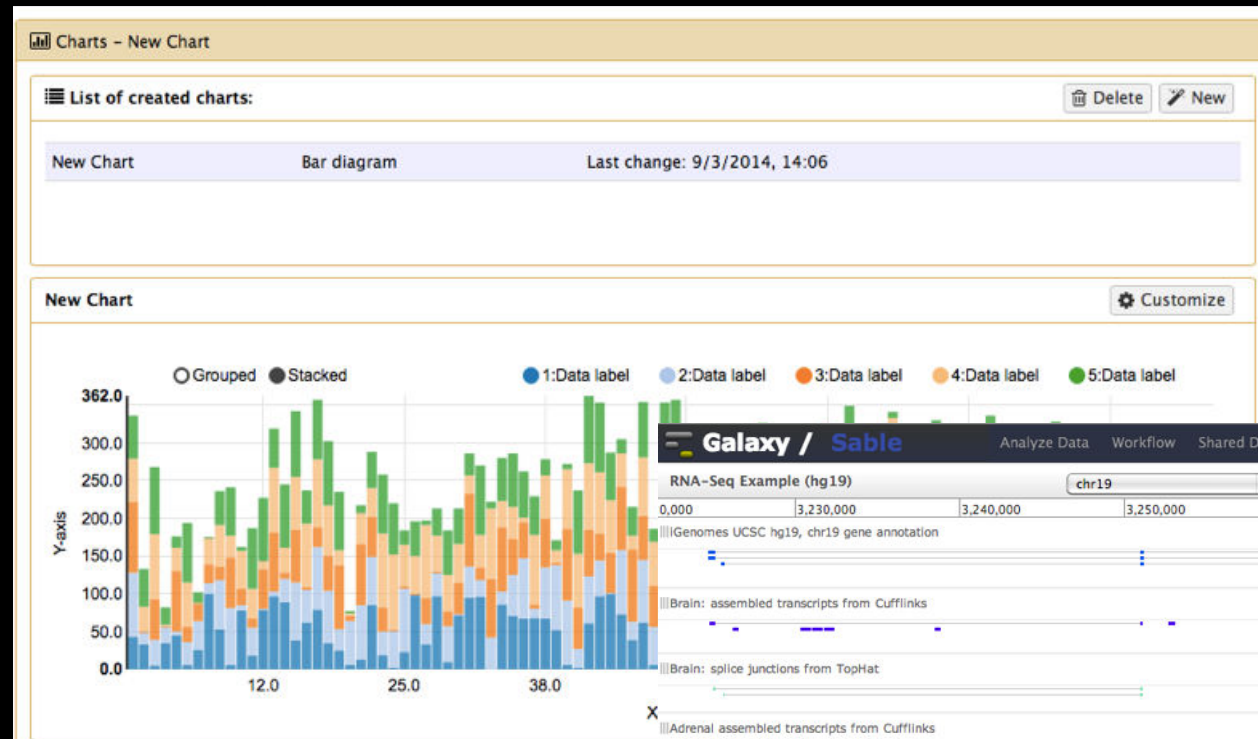 Charts - New Chart
List of created charts:
Delete
New
New Chart Bar diagram Last change: 9/3/2014, 14:06
New Chart
Customize
Grouped Stacked 1:Data label 2:Data label 3:Data label 4:Data label 5:Data label
362.0
300.0
250.0
200.0
150.0
100.0
50.0
0.0
Y-axis
12.0 25.0 38.0
X
Galaxy / Sable Analyze Data Workflow Shared D
RNA-Seq Example (hg19) chr19
0,000 3,230,000 3,240,000 3,250,000
iGenomes UCSC hg19, chr19 gene annotation
Brain: assembled transcripts from Cufflinks
Brain: splice junctions from TopHat
Adrenal assembled transcripts from Cufflinks